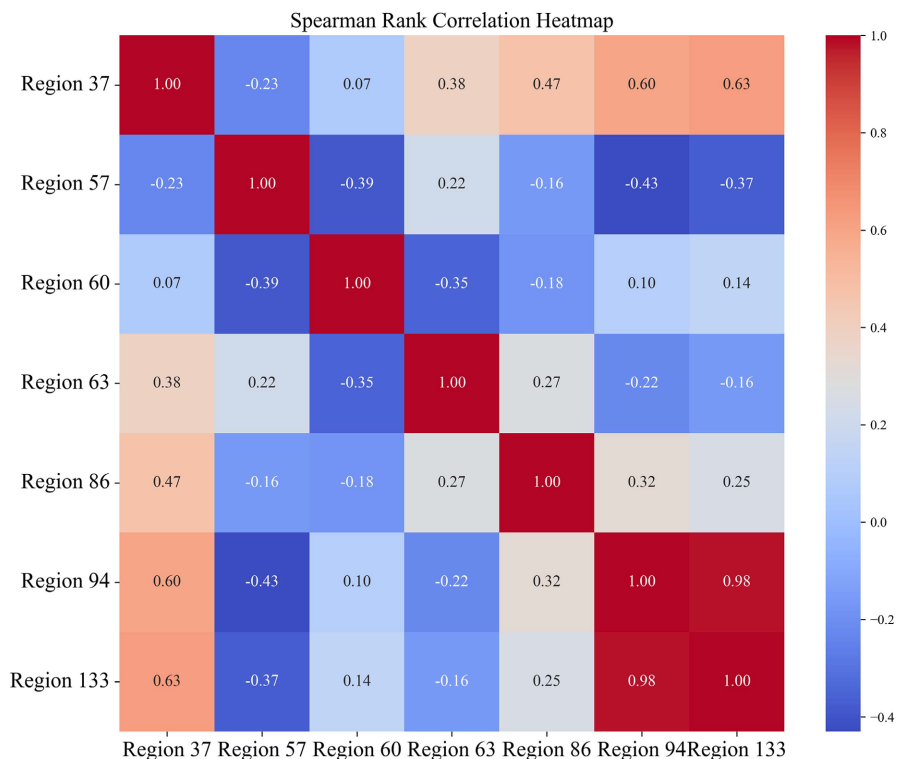 Spearman Rank Correlation Heatmap
Region 37 1.00 -0.23 0.07 0.38 0.47 0.60 0.63
Region 57 -0.23 1.00 -0.39 0.22 -0.16 -0.43 -0.37
Region 60 0.07 -0.39 1.00 -0.35 -0.18 0.10 0.14
Region 63 0.38 0.22 -0.35 1.00 0.27 -0.22 -0.16
Region 86 0.47 -0.16 -0.18 0.27 1.00 0.32 0.25
Region 94 0.60 -0.43 0.10 -0.22 0.32 1.00 0.98
Region 133 0.63 -0.37 0.14 -0.16 0.25 0.98 1.00
Region 37 Region 57 Region 60 Region 63 Region 86 Region 94 Region 133
1.0
0.8
0.6
0.4
0.2
0.0
−0.2
−0.4